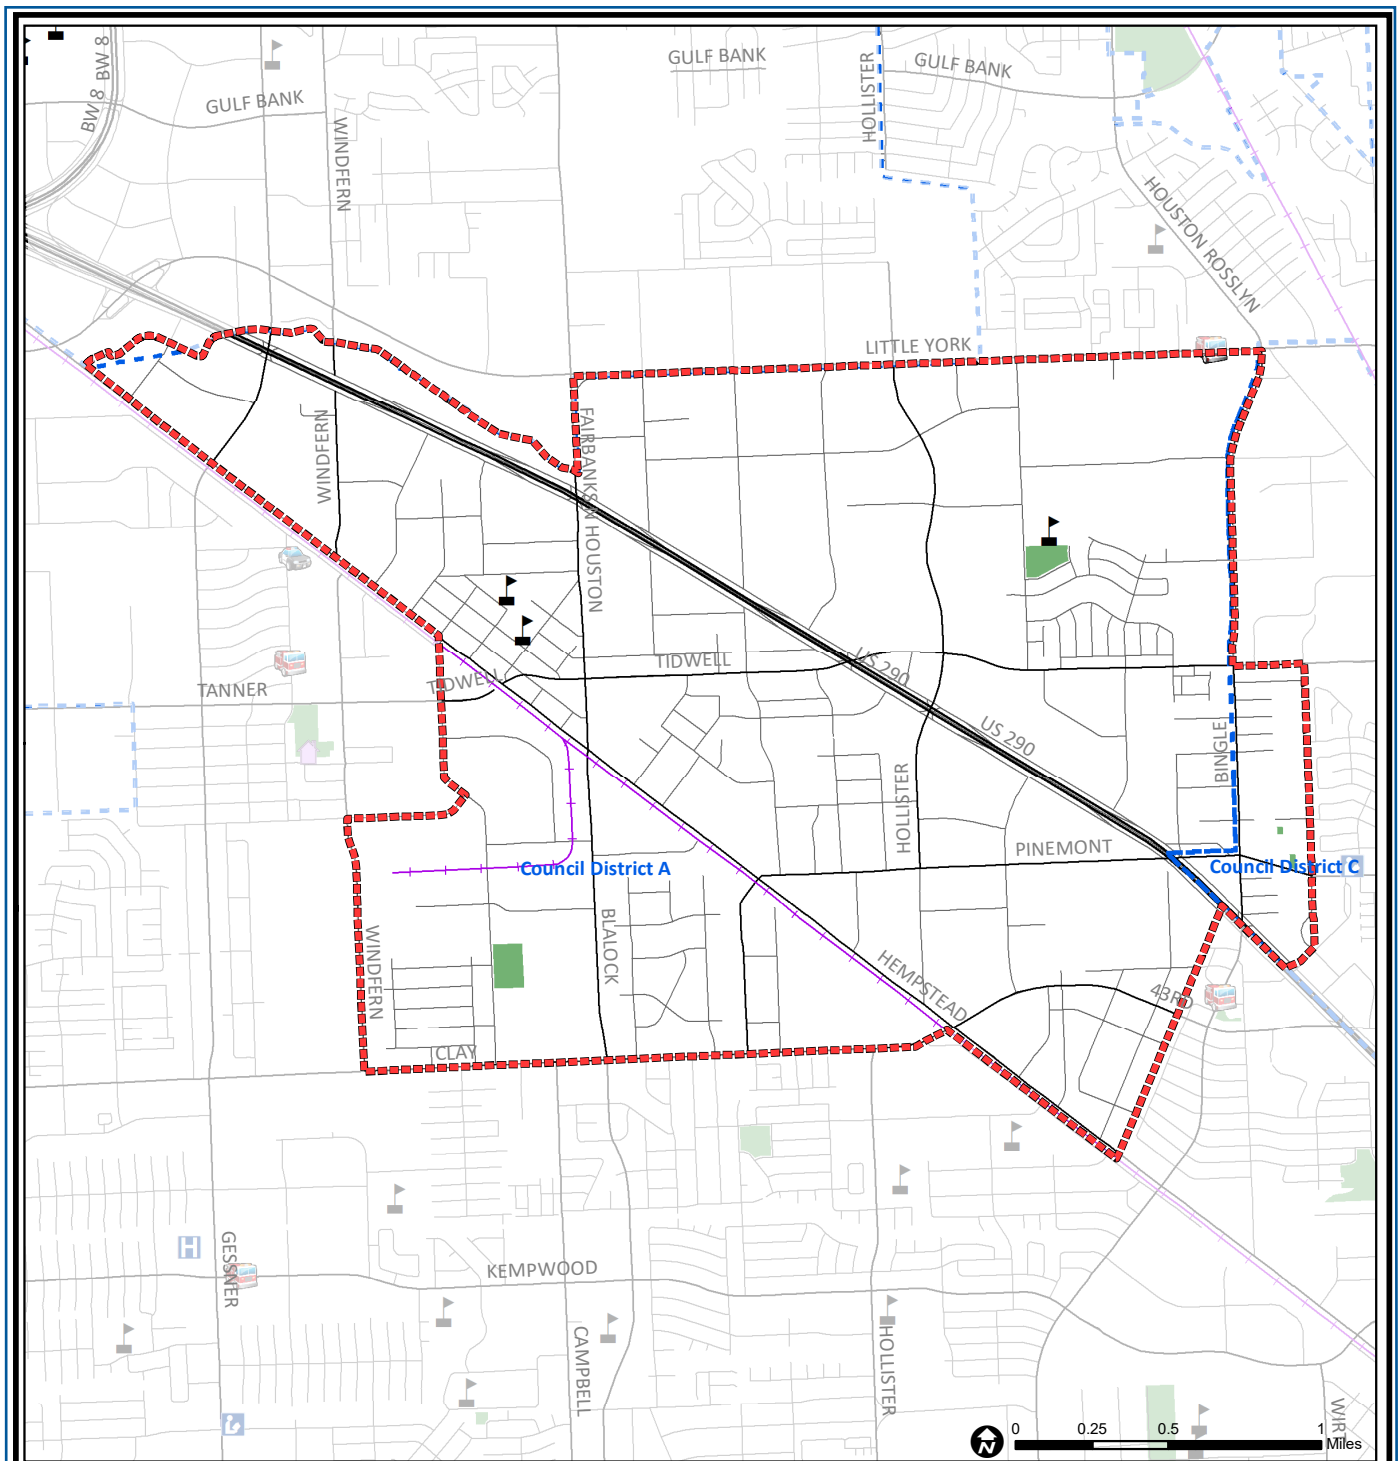 BW 8 BW 8
GULF BANK
GULF BANK
GULF BANK
HOLLISTER
WINDFERN
HOUSTON ROSSLYN
LITTLE YORK
WINDFERN
FAIRBANKS N HOUSTON
TIDWELL
TIDWELL
US 290
TANNER
US 290
BINGLE
HOLLISTER
PINEMONT
Council District A
Council District C
BLALOCK
WINDFERN
HEMPSTEAD
43RD
CLAY
GESSNER
KEMPWOOD
CAMPBELL
HOLLISTER
WIRT
H
N
0 0.25 0.5 1
Miles